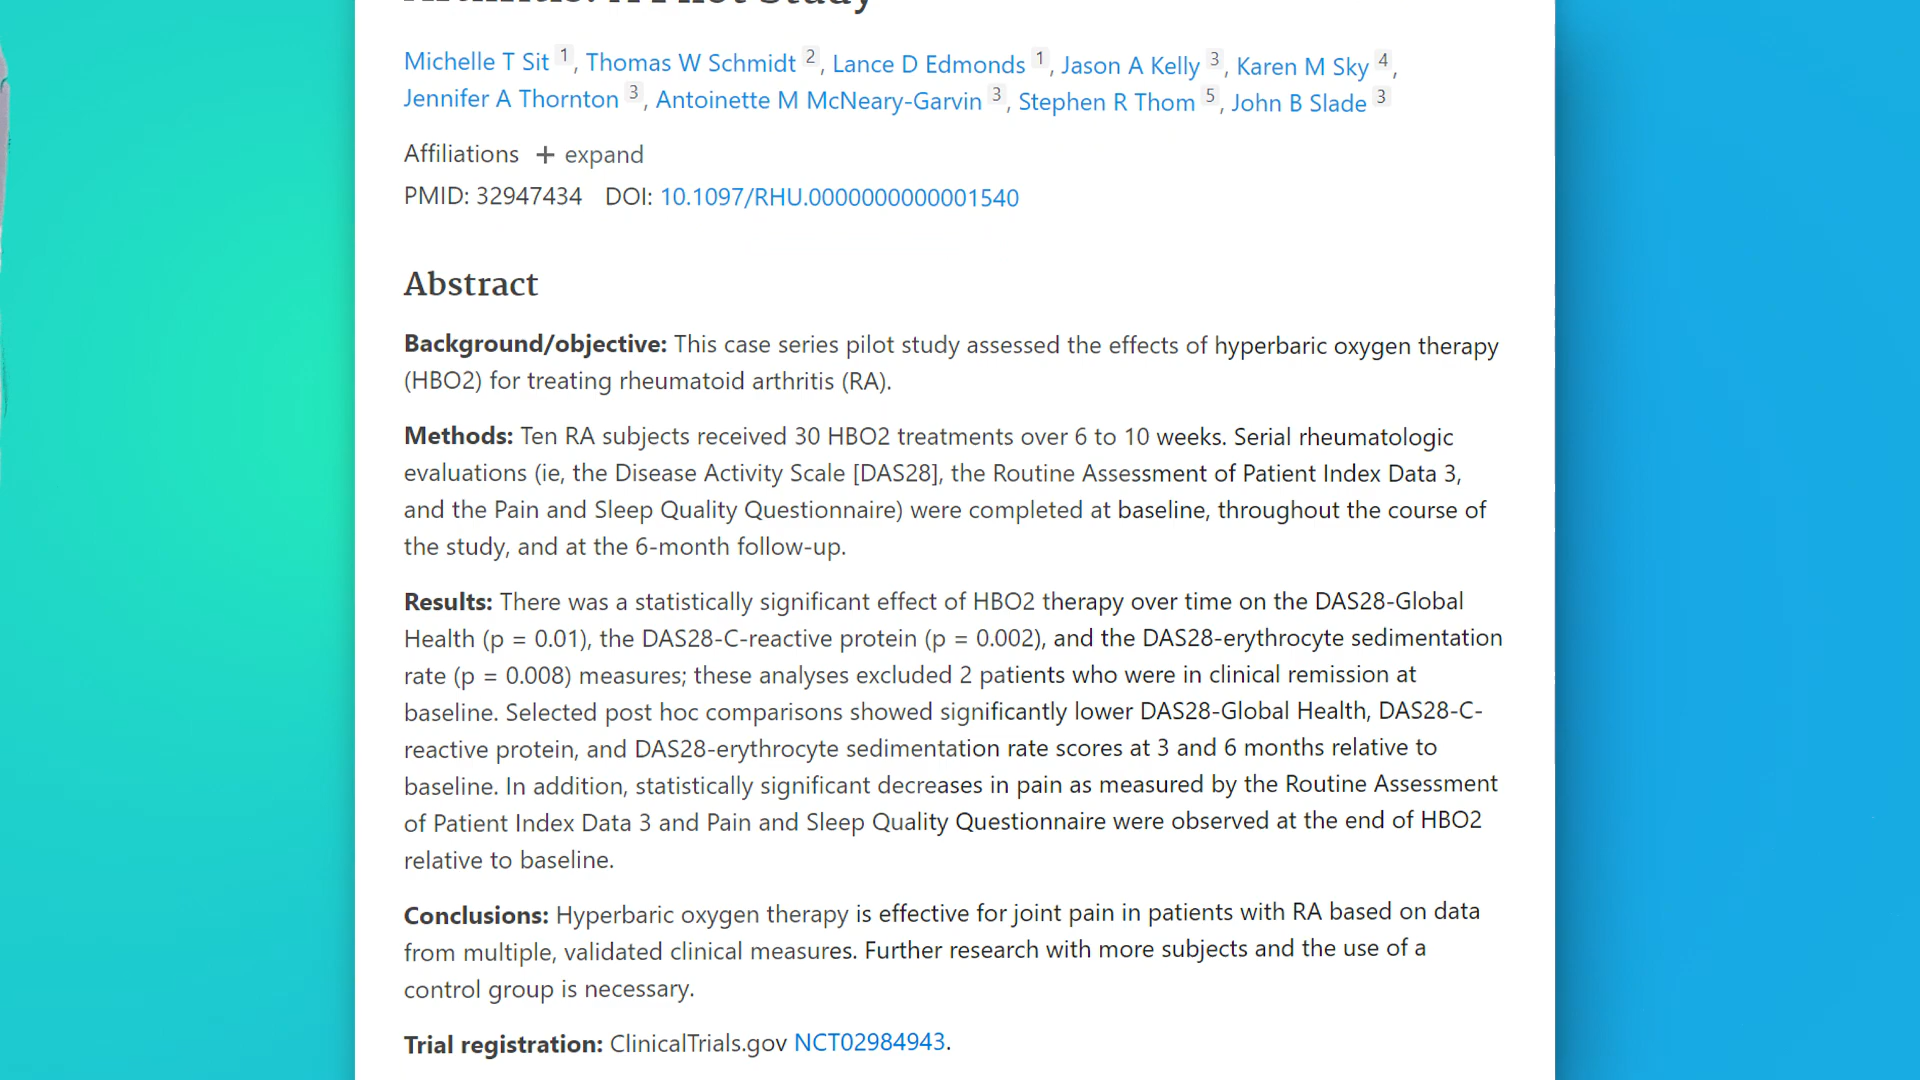 Arthritis: A Pilot Study
Michelle T Sit 1, Thomas W Schmidt 2, Lance D Edmonds 1, Jason A Kelly 3, Karen M Sky 4,
Jennifer A Thornton 3, Antoinette M McNeary-Garvin 3, Stephen R Thom 5, John B Slade 3
Affiliations + expand
PMID: 32947434 DOI: 10.1097/RHU.0000000000001540
Abstract
Background/objective: This case series pilot study assessed the effects of hyperbaric oxygen therapy
(HBO2) for treating rheumatoid arthritis (RA).
Methods: Ten RA subjects received 30 HBO2 treatments over 6 to 10 weeks. Serial rheumatologic
evaluations (ie, the Disease Activity Scale [DAS28], the Routine Assessment of Patient Index Data 3,
and the Pain and Sleep Quality Questionnaire) were completed at baseline, throughout the course of
the study, and at the 6-month follow-up.
Results: There was a statistically significant effect of HBO2 therapy over time on the DAS28-Global
Health (p = 0.01), the DAS28-C-reactive protein (p = 0.002), and the DAS28-erythrocyte sedimentation
rate (p = 0.008) measures; these analyses excluded 2 patients who were in clinical remission at
baseline. Selected post hoc comparisons showed significantly lower DAS28-Global Health, DAS28-C-
reactive protein, and DAS28-erythrocyte sedimentation rate scores at 3 and 6 months relative to
baseline. In addition, statistically significant decreases in pain as measured by the Routine Assessment
of Patient Index Data 3 and Pain and Sleep Quality Questionnaire were observed at the end of HBO2
relative to baseline.
Conclusions: Hyperbaric oxygen therapy is effective for joint pain in patients with RA based on data
from multiple, validated clinical measures. Further research with more subjects and the use of a
control group is necessary.
Trial registration: ClinicalTrials.gov NCT02984943.